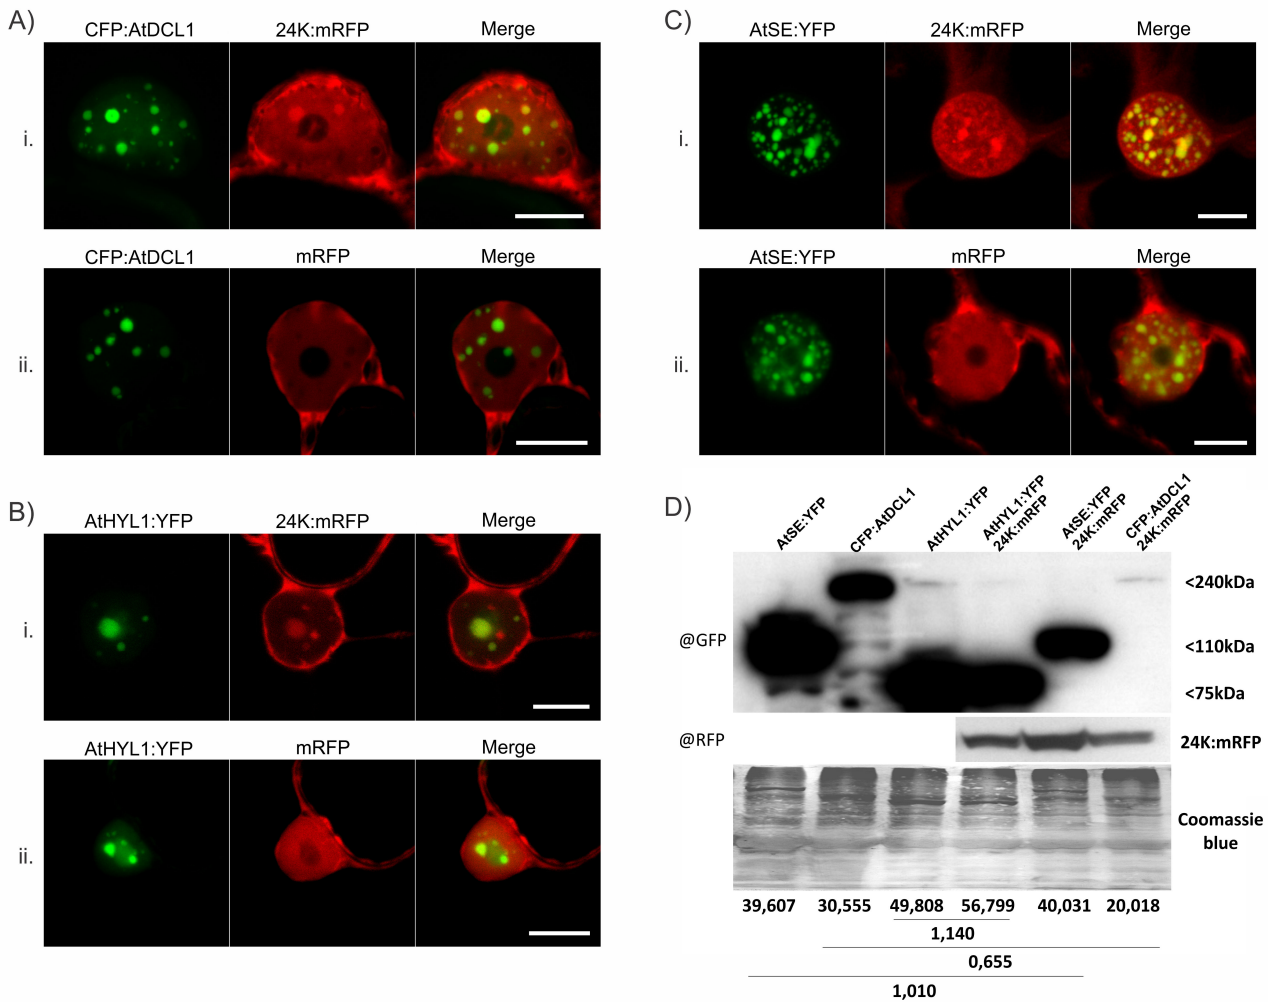 A)
CFP:AtDCL1 24K:mRFP Merge
i.
CFP:AtDCL1 mRFP Merge
ii.
B)
AtHYL1:YFP 24K:mRFP Merge
i.
AtHYL1:YFP mRFP Merge
ii.
C)
AtSE:YFP 24K:mRFP Merge
i.
AtSE:YFP mRFP Merge
ii.
D)
AtSE:YFP
CFP:AtDCL1
AtHYL1:YFP
AtHYL1:YFP
24K:mRFP
AtSE:YFP
24K:mRFP
CFP:AtDCL1
24K:mRFP
<240kDa
@GFP
<110kDa
<75kDa
@RFP
24K:mRFP
Coomassie
blue
39,607 30,555 49,808 56,799 40,031 20,018
1,140
0,655
1,010